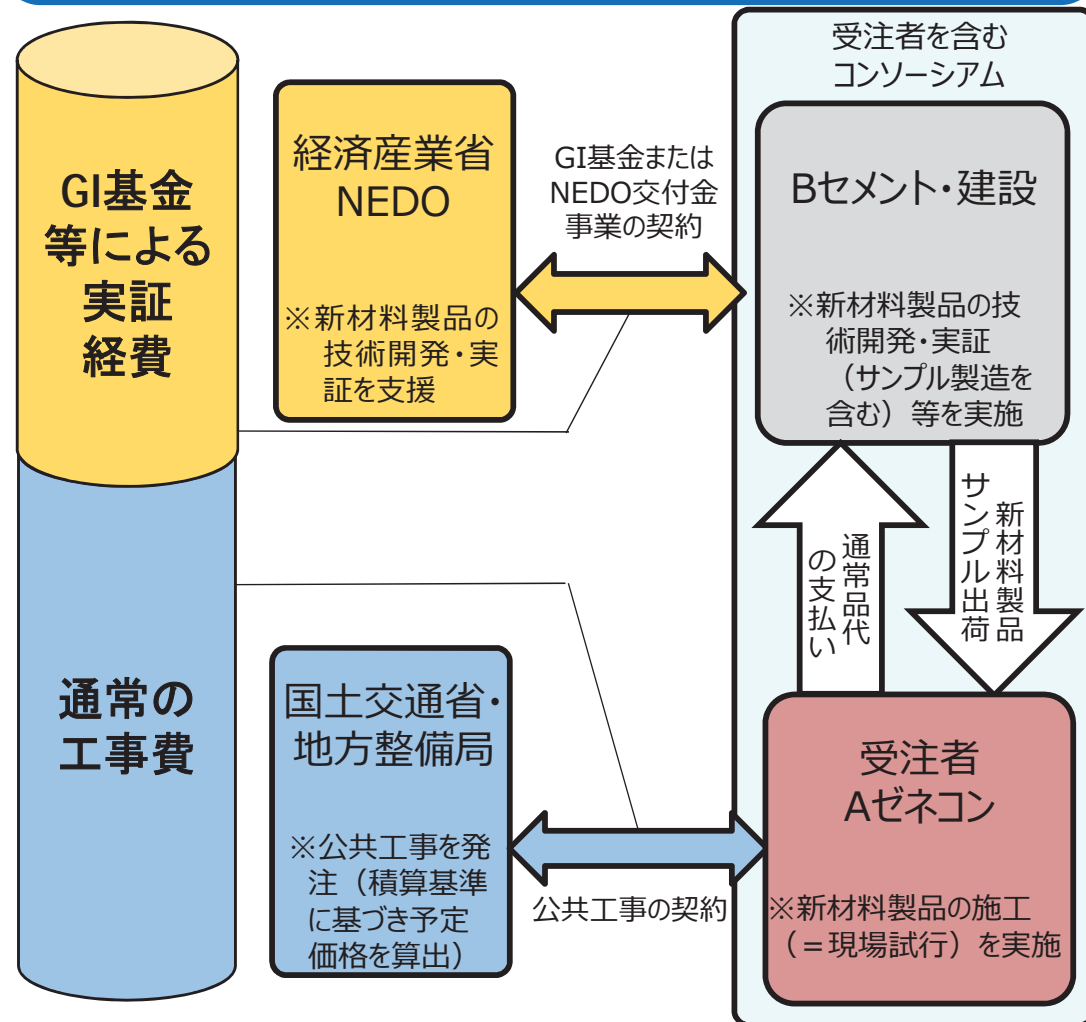 GI基金
等による
実証
経費
通常の
工事費
経済産業省
NEDO
※新材料製品の
技術開発・実
証を支援
GI基金または
NEDO交付金
事業の契約
受注者を含む
コンソーシアム
Bセメント・建設
※新材料製品の技
術開発・実証
（サンプル製造を
含む）等を実施
通常品代
の支払い
新材料製品
サンプル出荷
国土交通省・
地方整備局
※公共工事を発
注（積算基準
に基づき予定
価格を算出）
公共工事の契約
受注者
Aゼネコン
※新材料製品の施工
（＝現場試行）を実施